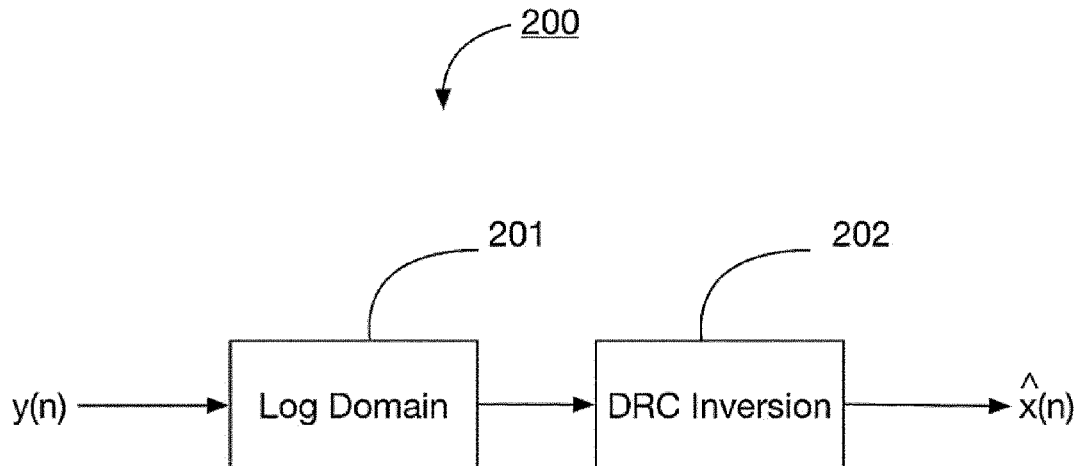 200
201
202
y(n)
Log Domain
DRC Inversion
x̂(n)